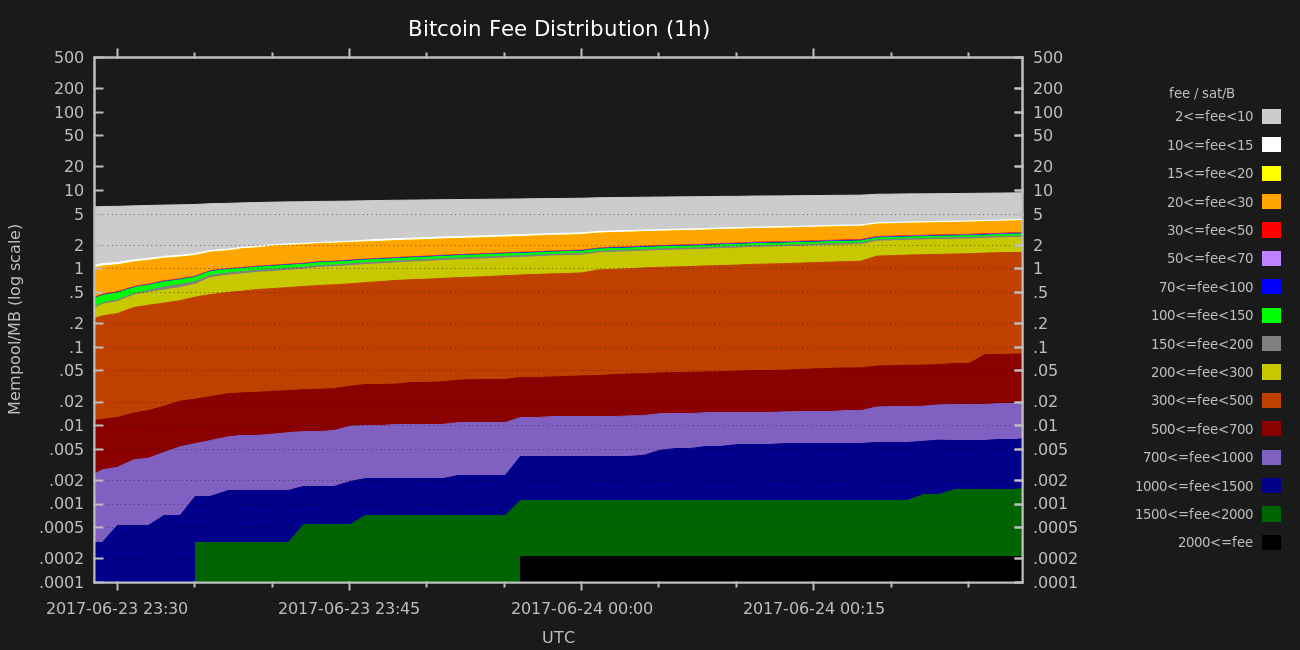 Bitcoin Fee Distribution (1h)
500
200
100
50
20
10
5
2
1
.5
.2
.1
.05
.02
.01
.005
.002
.001
.0005
.0002
.0001
Mempool/MB (log scale)
500
200
100
50
20
10
5
2
1
.5
.2
.1
.05
.02
.01
.005
.002
.001
.0005
.0002
.0001
2017-06-23 23:30
2017-06-23 23:45
2017-06-24 00:00
2017-06-24 00:15
UTC
fee / sat/B
2<=fee<10
10<=fee<15
15<=fee<20
20<=fee<30
30<=fee<50
50<=fee<70
70<=fee<100
100<=fee<150
150<=fee<200
200<=fee<300
300<=fee<500
500<=fee<700
700<=fee<1000
1000<=fee<1500
1500<=fee<2000
2000<=fee